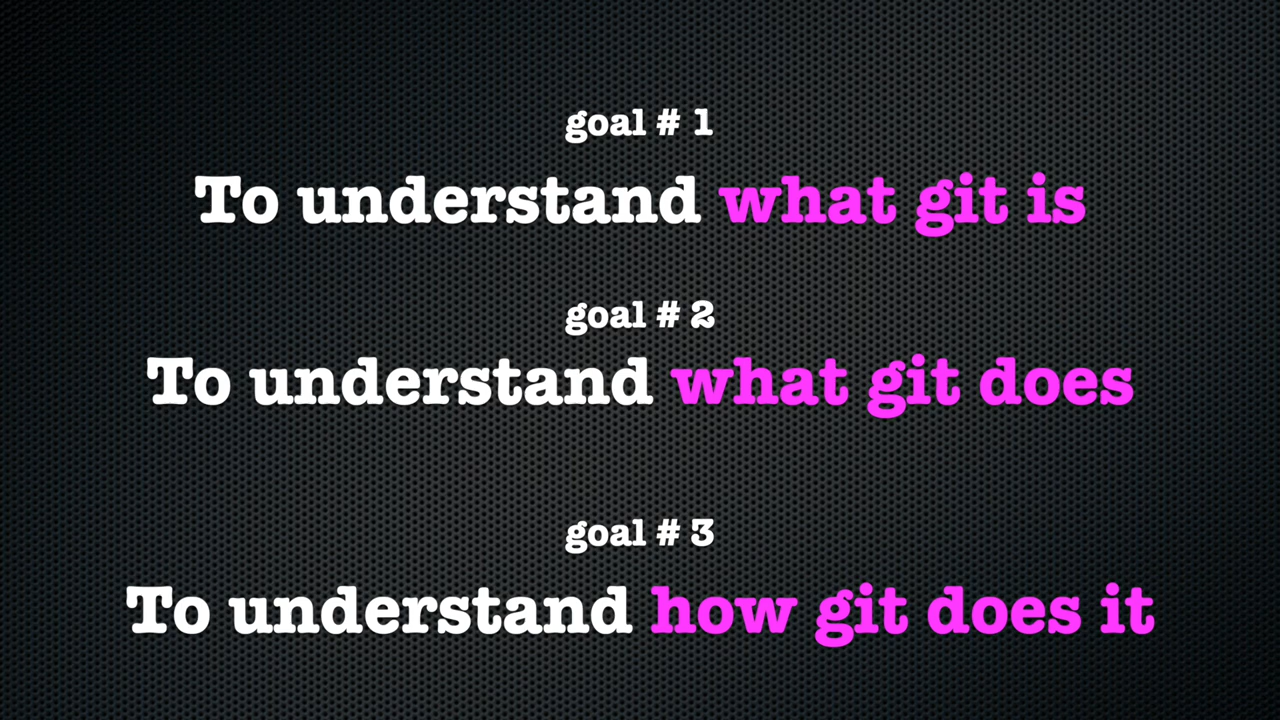 goal # 1
To understand what git is
goal # 2
To understand what git does
goal # 3
To understand how git does it